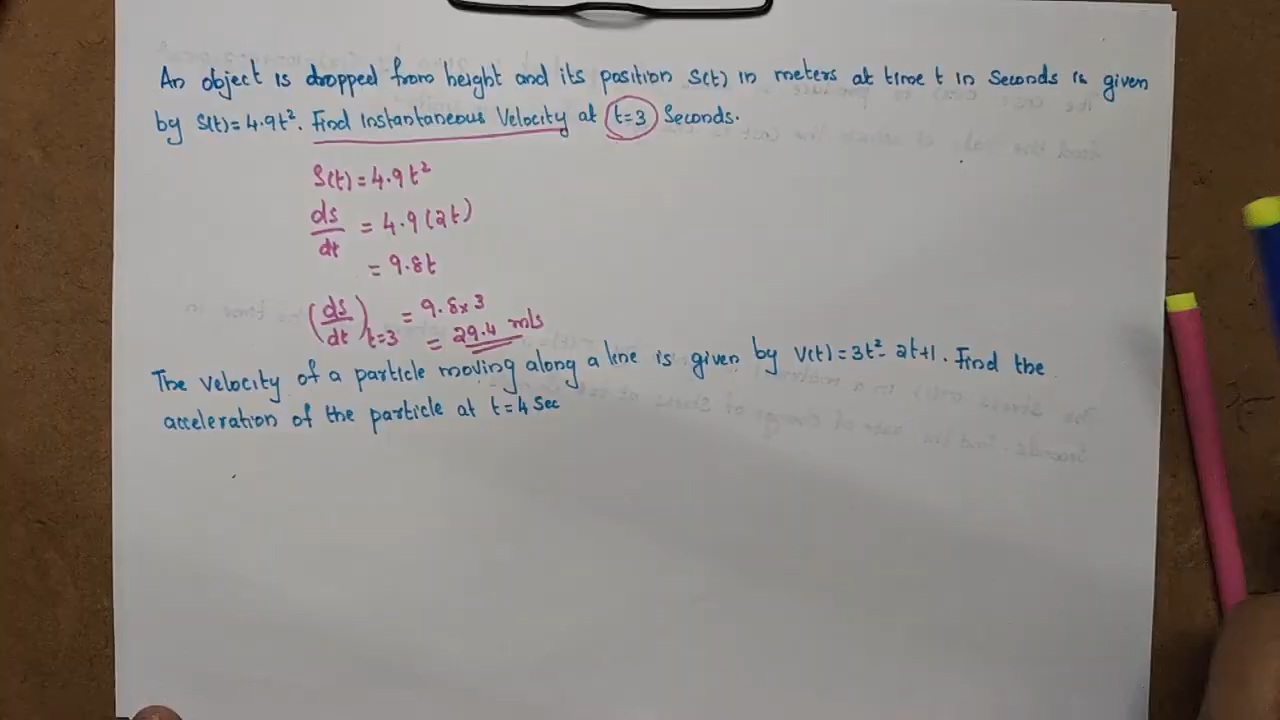 An object is dropped from height and its position S(t) in meters at time t in Seconds is given
by S(t) = 4.9t². Find Instantaneous Velocity at t=3 Seconds.
S(t) = 4.9t²
ds/dt = 4.9(2t)
= 9.8t
(ds/dt)t=3 = 9.8x3
= 29.4 m/s
The velocity of a particle moving along a line is given by V(t) = 3t² - 2t+1. Find the
acceleration of the particle at t=4 Sec